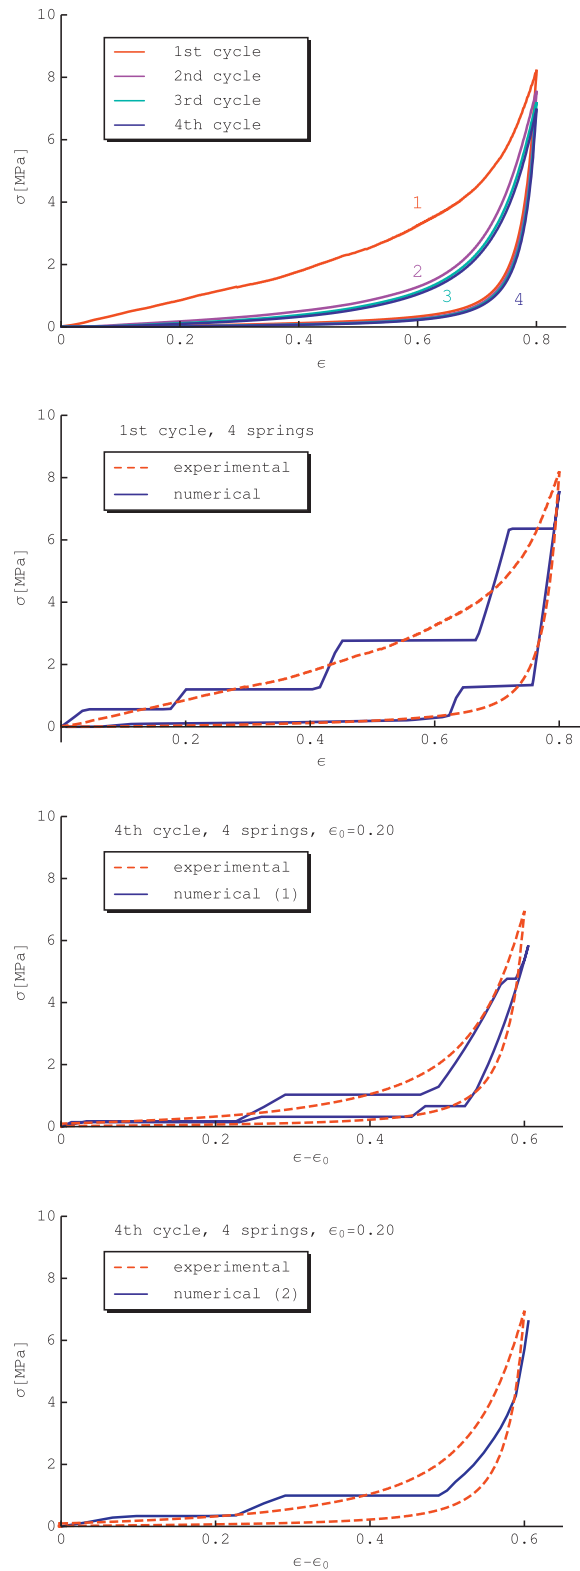 10
8
6
4
2
0
σ[MPa]
1st cycle
2nd cycle
3rd cycle
4th cycle
1
2
3
4
0
0.2
0.4
0.6
0.8
ϵ
10
8
6
4
2
0
σ[MPa]
1st cycle, 4 springs
experimental
numerical
0.2
0.4
0.6
0.8
ϵ
10
8
6
4
2
0
σ[MPa]
4th cycle, 4 springs, ϵ₀=0.20
experimental
numerical (1)
0
0.2
0.4
0.6
ϵ-ϵ₀
10
8
6
4
2
0
σ[MPa]
4th cycle, 4 springs, ϵ₀=0.20
experimental
numerical (2)
0
0.2
0.4
0.6
ϵ-ϵ₀